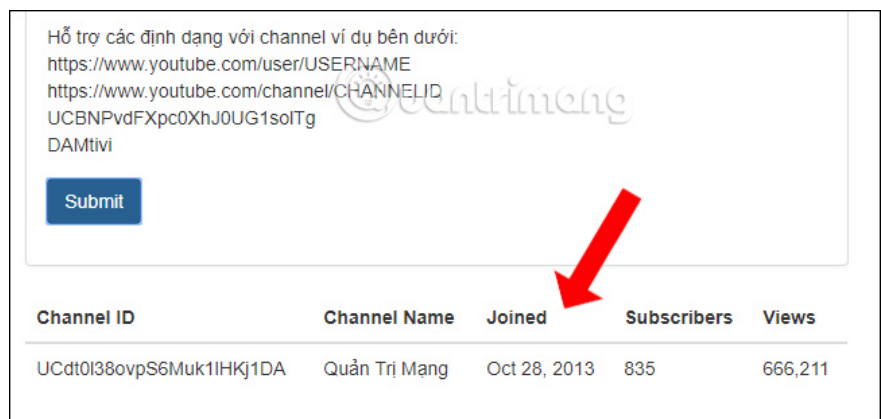 Hỗ trợ các định dạng với channel ví dụ bên dưới:
https://www.youtube.com/user/USERNAME
https://www.youtube.com/channel/CHANNELID
UCBNPvdFXpc0XhJ0UG1solTg
DAMtivi
quantrimang
Submit
Channel ID Channel Name Joined Subscribers Views
UCdt0l38ovpS6Muk1lHKj1DA Quản Trị Mạng Oct 28, 2013 835 666,211